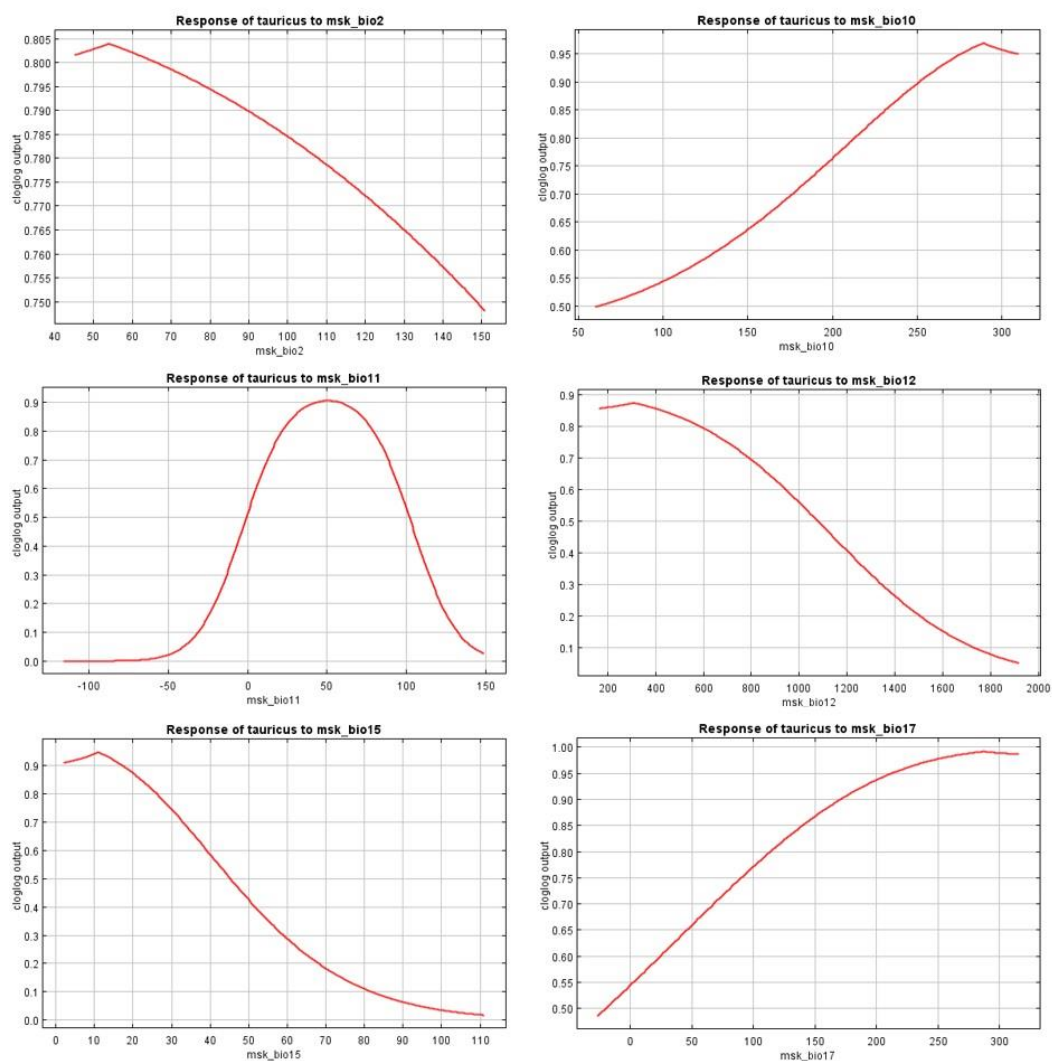 Response of tauricus to msk_bio2
cloglog output
0.805
0.800
0.795
0.790
0.785
0.780
0.775
0.770
0.765
0.760
0.755
0.750
40 50 60 70 80 90 100 110 120 130 140 150
msk_bio2
Response of tauricus to msk_bio10
cloglog output
0.95
0.90
0.85
0.80
0.75
0.70
0.65
0.60
0.55
0.50
50 100 150 200 250 300
msk_bio10
Response of tauricus to msk_bio11
cloglog output
0.9
0.8
0.7
0.6
0.5
0.4
0.3
0.2
0.1
0.0
-100 -50 0 50 100 150
msk_bio11
Response of tauricus to msk_bio12
cloglog output
0.9
0.8
0.7
0.6
0.5
0.4
0.3
0.2
0.1
200 400 600 800 1000 1200 1400 1600 1800 2000
msk_bio12
Response of tauricus to msk_bio15
cloglog output
0.9
0.8
0.7
0.6
0.5
0.4
0.3
0.2
0.1
0.0
0 10 20 30 40 50 60 70 80 90 100 110
msk_bio15
Response of tauricus to msk_bio17
cloglog output
1.00
0.95
0.90
0.85
0.80
0.75
0.70
0.65
0.60
0.55
0.50
0 50 100 150 200 250 300
msk_bio17